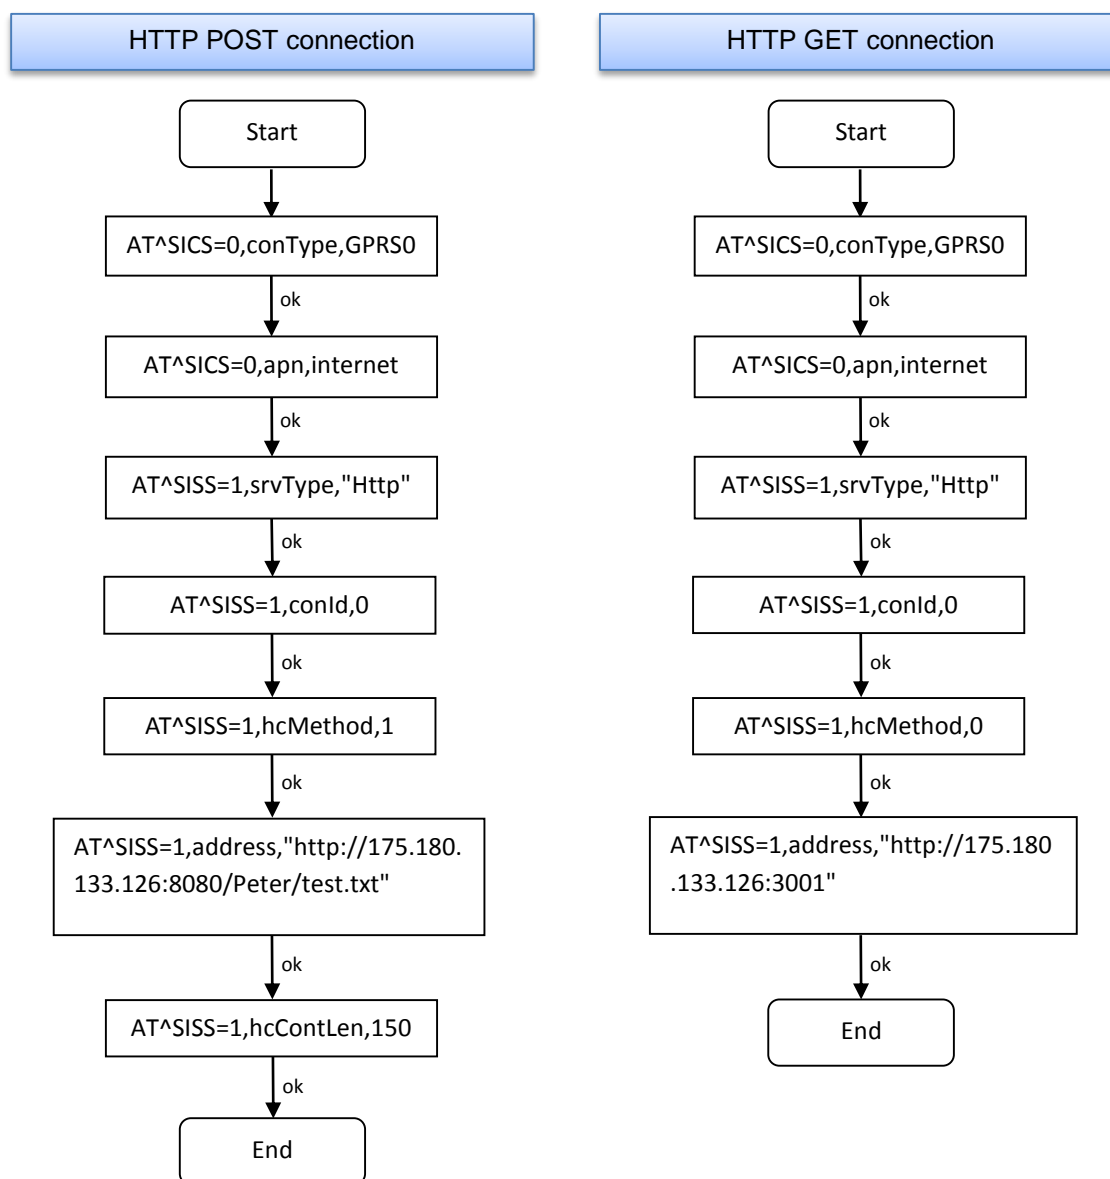 HTTP POST connection
Start
AT^SICS=0,conType,GPRS0
ok
AT^SICS=0,apn,internet
ok
AT^SISS=1,srvType,"Http"
ok
AT^SISS=1,conId,0
ok
AT^SISS=1,hcMethod,1
ok
AT^SISS=1,address,"http://175.180.
133.126:8080/Peter/test.txt"
ok
AT^SISS=1,hcContLen,150
ok
End
HTTP GET connection
Start
AT^SICS=0,conType,GPRS0
ok
AT^SICS=0,apn,internet
ok
AT^SISS=1,srvType,"Http"
ok
AT^SISS=1,conId,0
ok
AT^SISS=1,hcMethod,0
ok
AT^SISS=1,address,"http://175.180
.133.126:3001"
ok
End